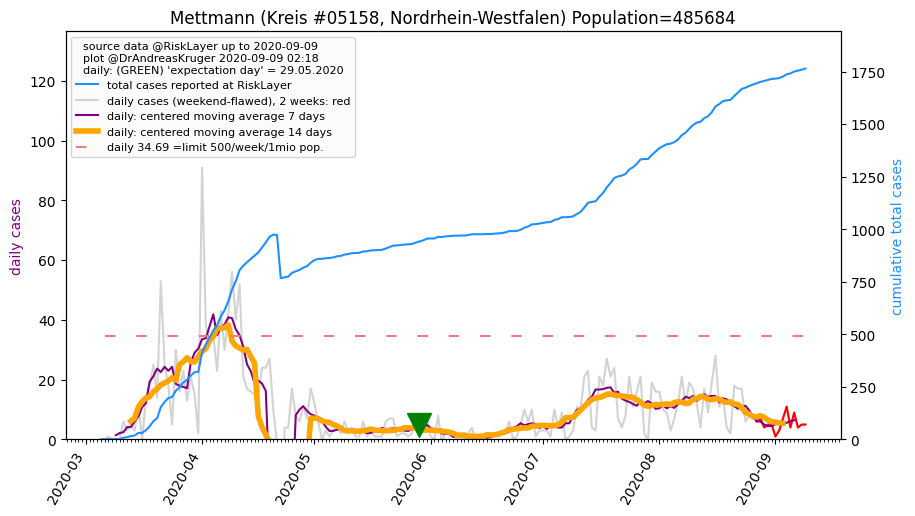 Mettmann (Kreis #05158, Nordrhein-Westfalen) Population=485684
source data @RiskLayer up to 2020-09-09
plot @DrAndreasKruger 2020-09-09 02:18
daily: (GREEN) 'expectation day' = 29.05.2020
total cases reported at RiskLayer
daily cases (weekend-flawed), 2 weeks: red
daily: centered moving average 7 days
daily: centered moving average 14 days
daily 34.69 =limit 500/week/1mio pop.
daily cases
120
100
80
60
40
20
0
cumulative total cases
1750
1500
1250
1000
750
500
250
0
2020-03
2020-04
2020-05
2020-06
2020-07
2020-08
2020-09